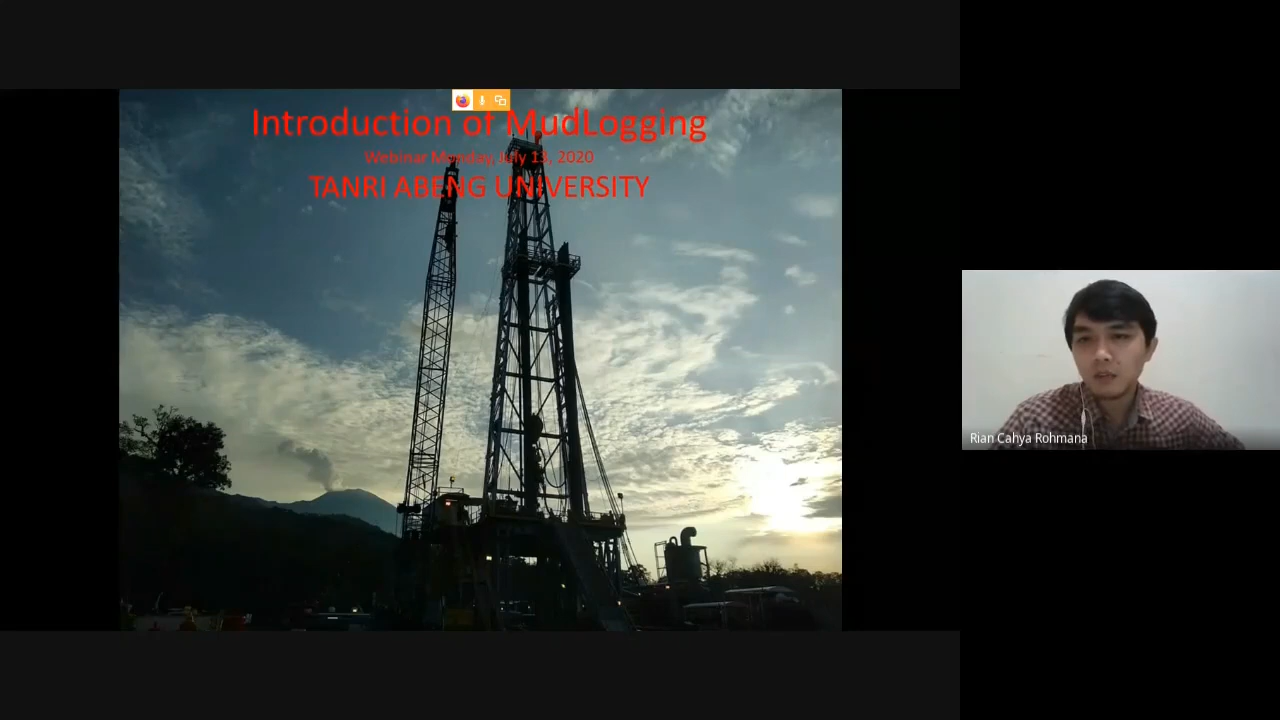 Introduction of MudLogging
Webinar Monday, July 13, 2020
TANRI ABENG UNIVERSITY
Rian Cahya Rohmana